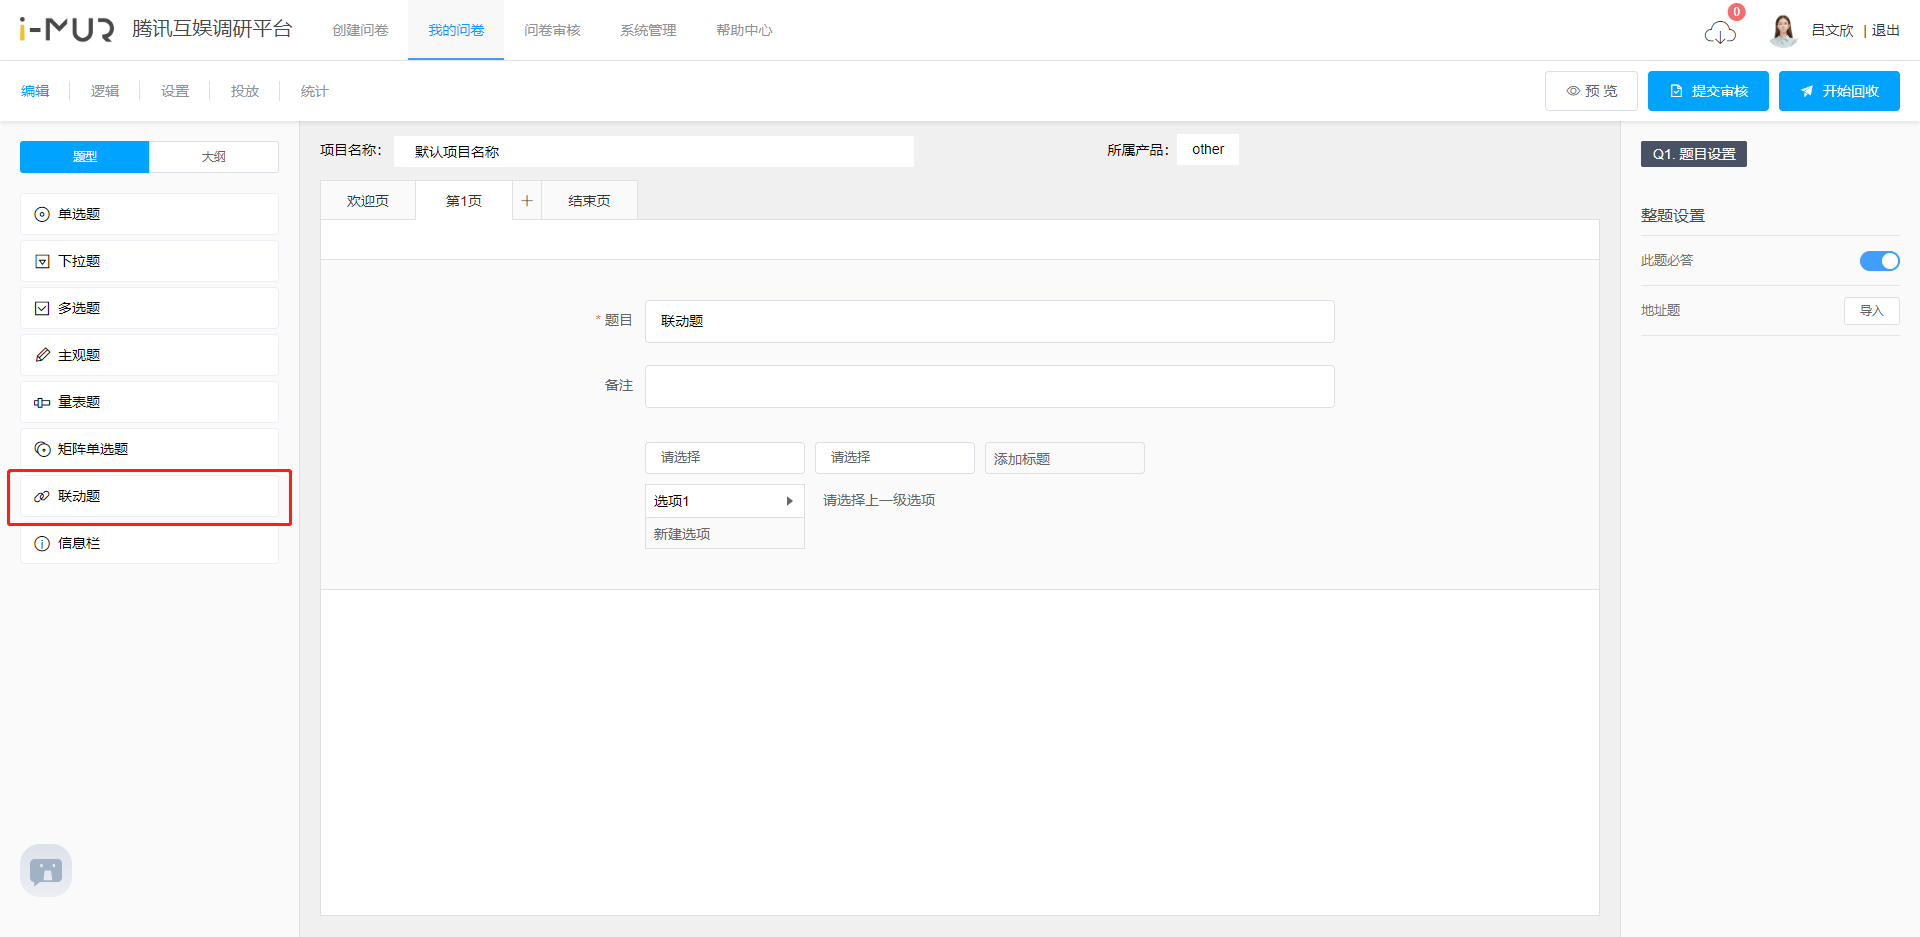 i-MUR 腾讯互娱调研平台 创建问卷 我的问卷 问卷审核 系统管理 帮助中心 0 吕文欣 | 退出
编辑 逻辑 设置 投放 统计 预 览 提交审核 开始回收
题型 大纲
单选题
下拉题
多选题
主观题
量表题
矩阵单选题
联动题
信息栏
项目名称： 默认项目名称 所属产品： other
欢迎页 第1页 + 结束页
* 题目 联动题
备注
请选择 请选择 添加标题
选项1 请选择上一级选项
新建选项
Q1. 题目设置
整题设置
此题必答
地址题 导入